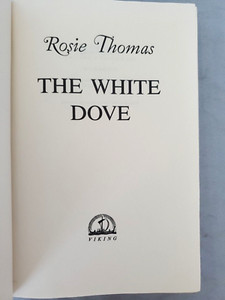 Rosie Thomas
THE WHITE
DOVE
VIKING